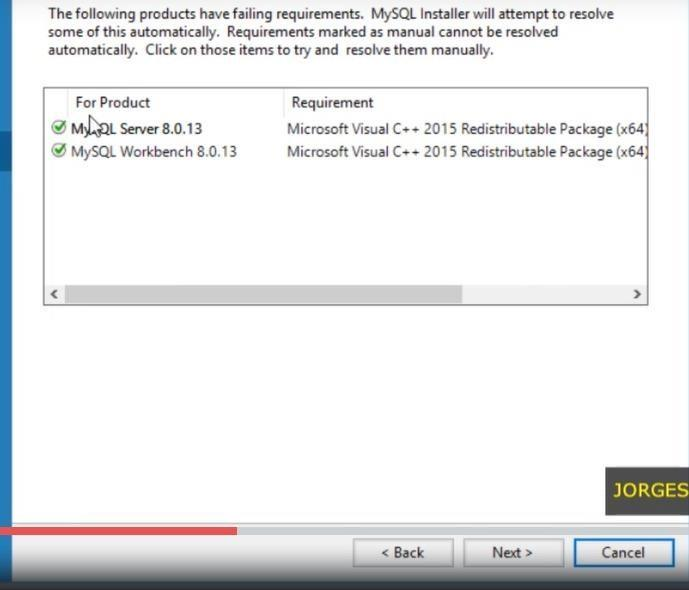 The following products have failing requirements. MySQL Installer will attempt to resolve
some of this automatically. Requirements marked as manual cannot be resolved
automatically. Click on those items to try and resolve them manually.
For Product Requirement
MySQL Server 8.0.13 Microsoft Visual C++ 2015 Redistributable Package (x64)
MySQL Workbench 8.0.13 Microsoft Visual C++ 2015 Redistributable Package (x64)
JORGES
< Back Next > Cancel